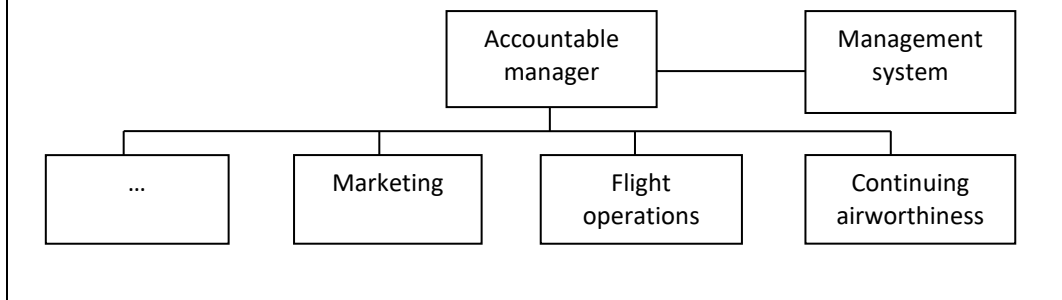 Accountable
manager
Management
system
...
Marketing
Flight
operations
Continuing
airworthiness